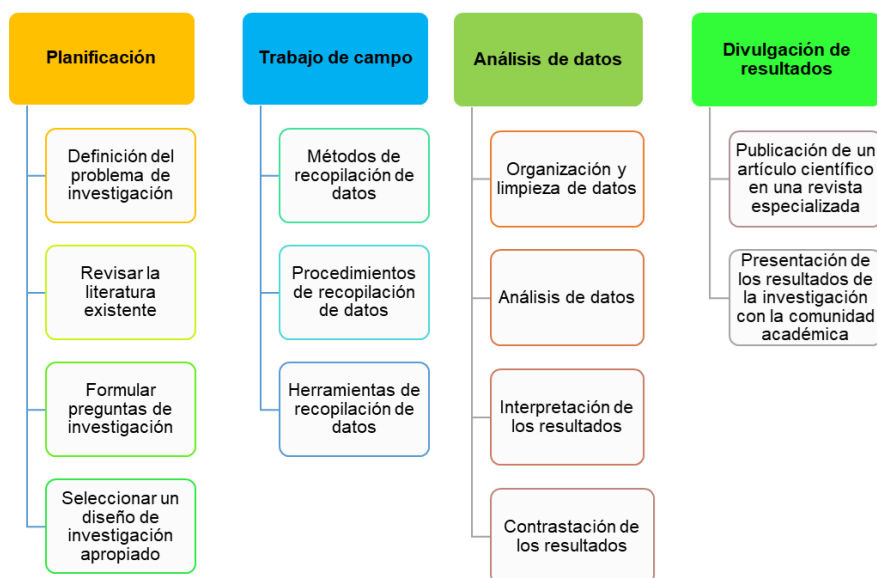 Planificación
Definición del
problema de
investigación
Revisar la
literatura
existente
Formular
preguntas de
investigación
Seleccionar un
diseño de
investigación
apropiado
Trabajo de campo
Métodos de
recopilación de
datos
Procedimientos
de recopilación
de datos
Herramientas de
recopilación de
datos
Análisis de datos
Organización y
limpieza de datos
Análisis de datos
Interpretación de
los resultados
Contrastación de
los resultados
Divulgación de
resultados
Publicación de un
artículo científico
en una revista
especializada
Presentación de
los resultados de
la investigación
con la comunidad
académica